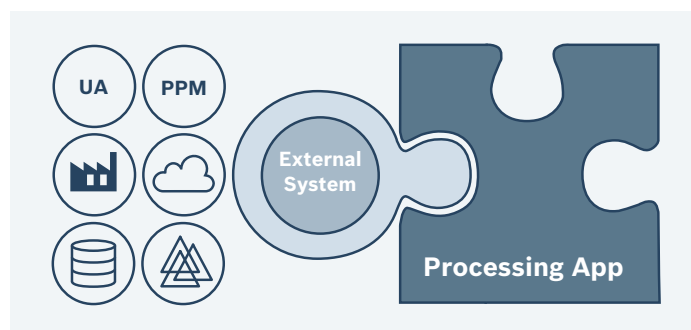 UA
PPM
External
System
Processing App